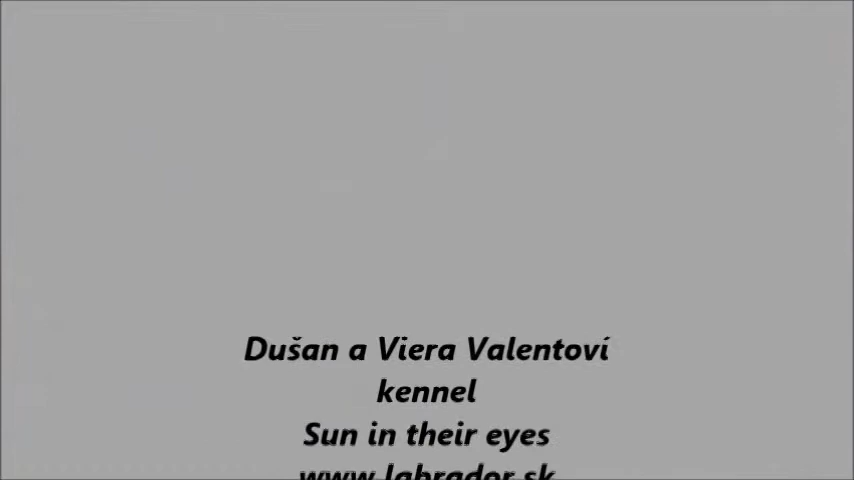 Dušan a Viera Valentoví
kennel
Sun in their eyes
www.labrador.sk